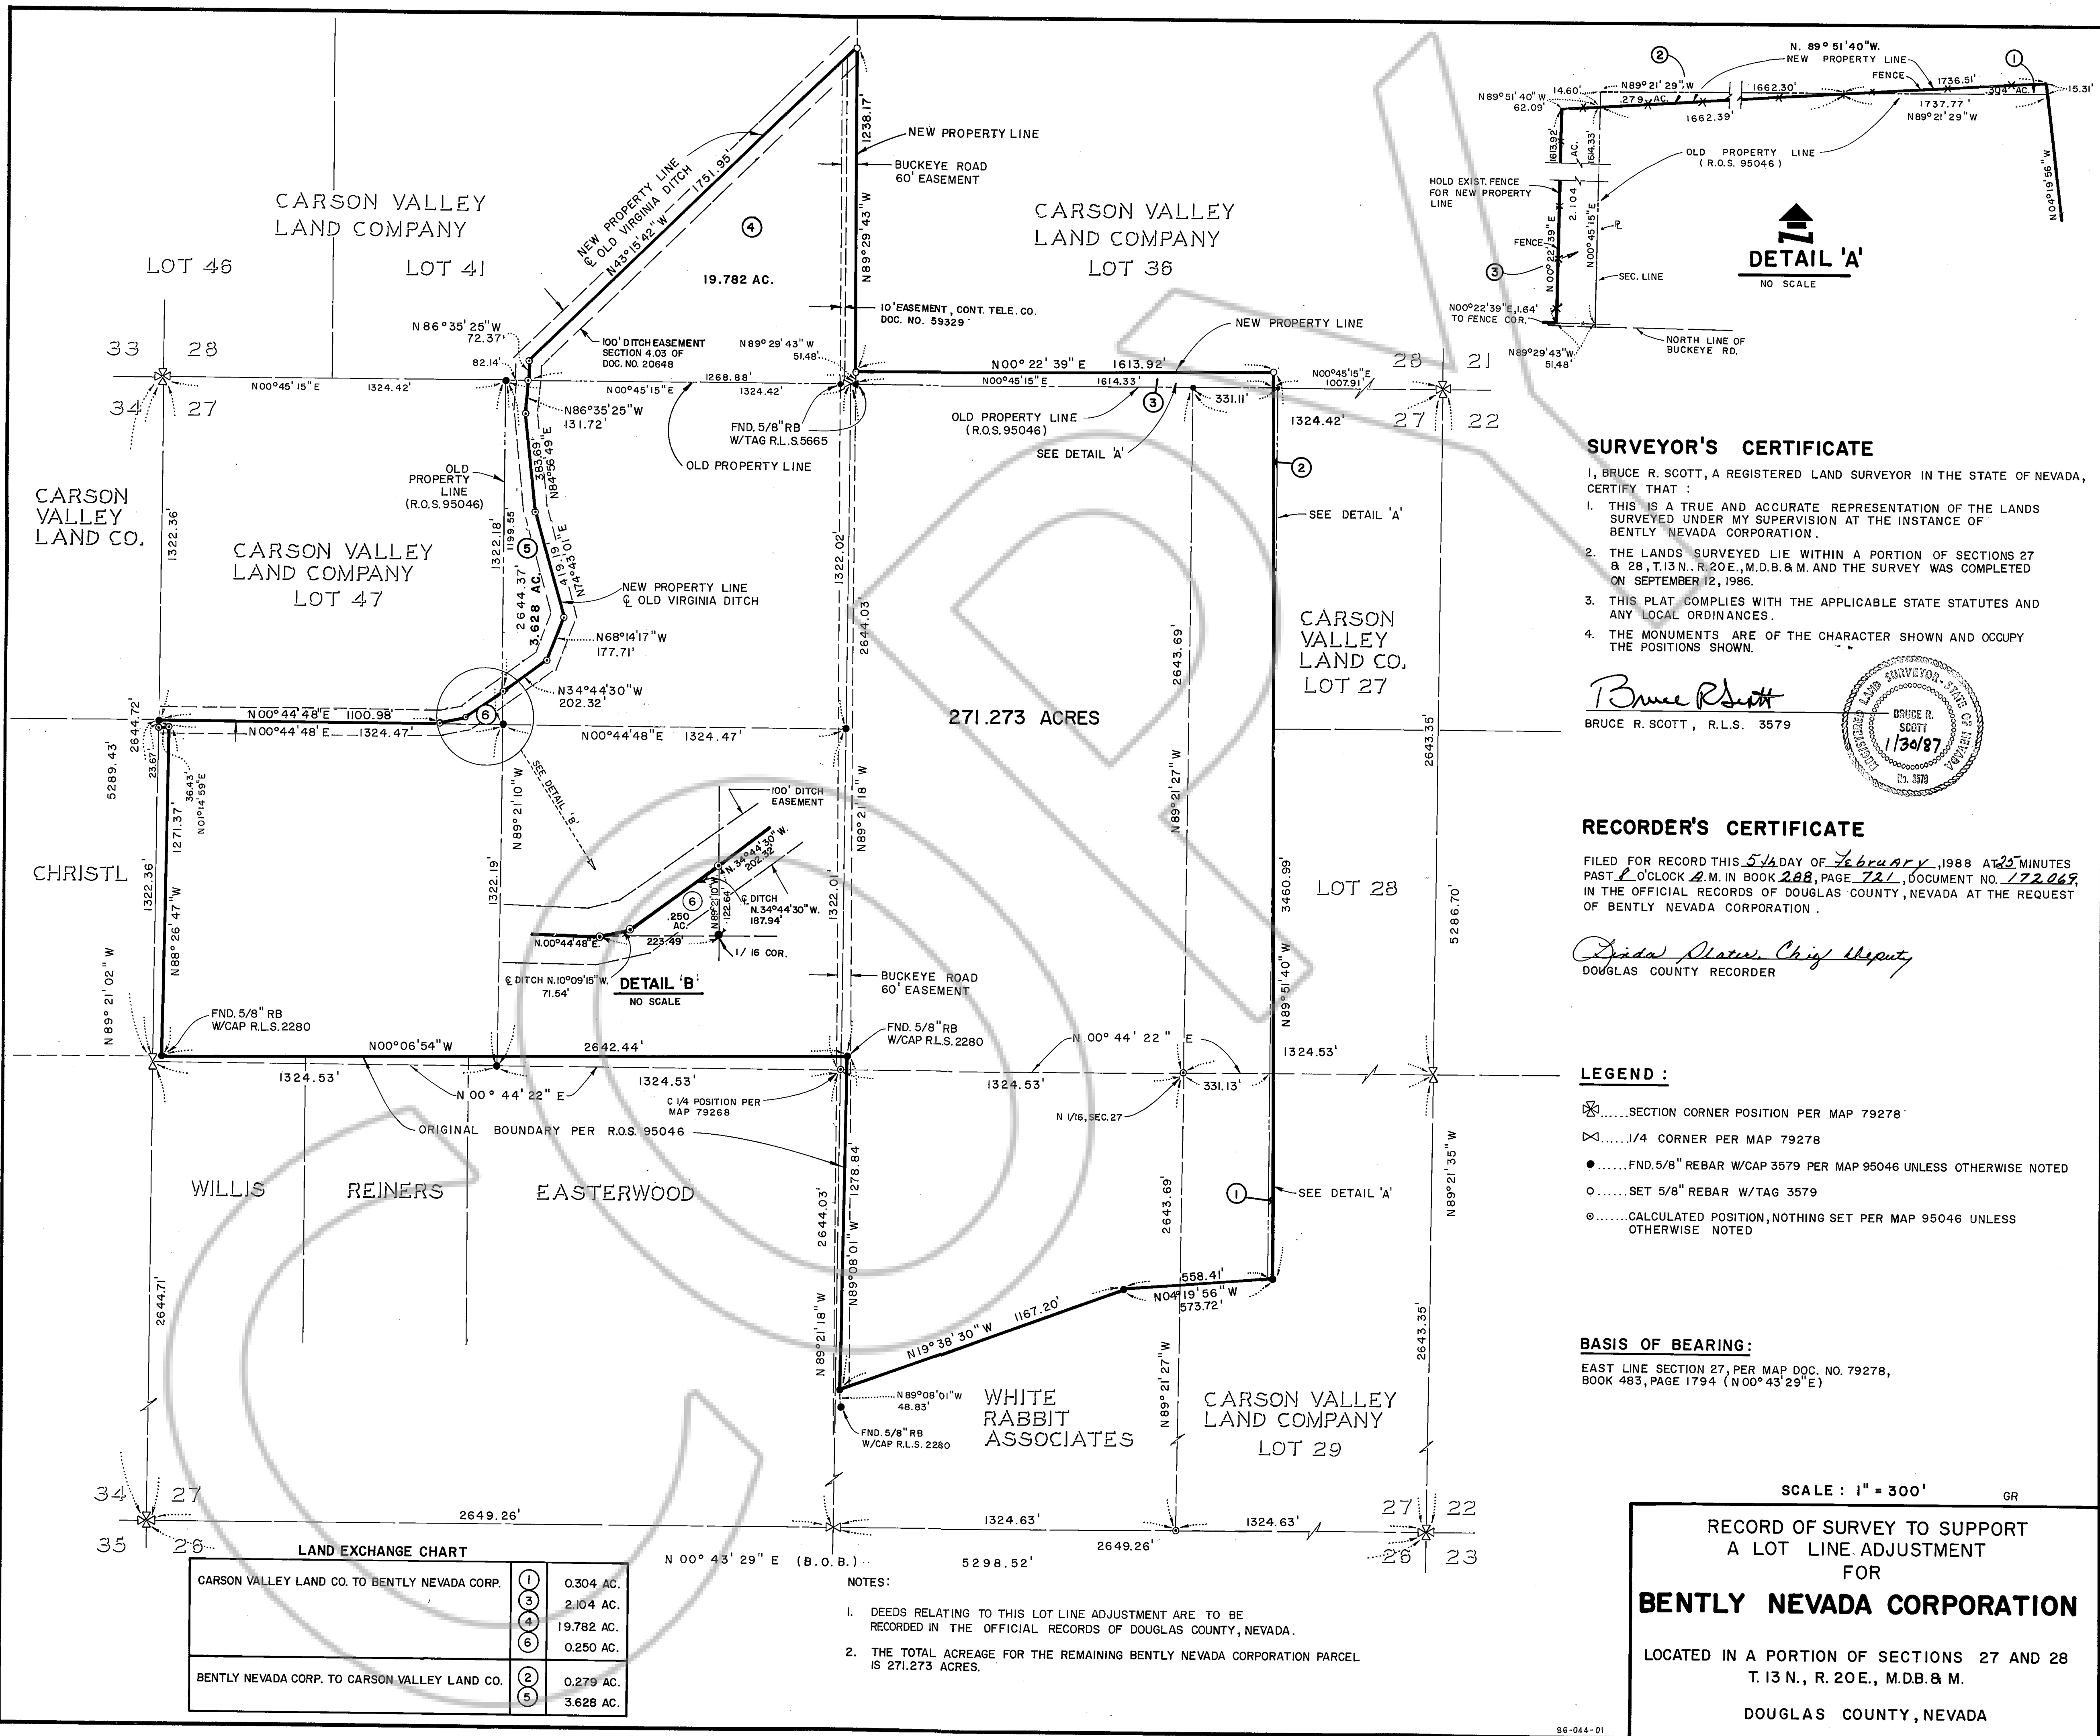 CARSON VALLEY
LAND COMPANY
LOT 46
LOT 41
33 28
34 27
NEW PROPERTY LINE
℄ OLD VIRGINIA DITCH
N43°15'42"W 1751.95'
④
19.782 AC.
1238.17'
N89°29'43"W
NEW PROPERTY LINE
BUCKEYE ROAD
60' EASEMENT
CARSON VALLEY
LAND COMPANY
LOT 36
10' EASEMENT, CONT. TELE. CO.
DOC. NO. 59329
N86°35'25"W
72.37'
82.14'
100' DITCH EASEMENT
SECTION 4.03 OF
DOC. NO. 20648
N89°29'43"W
51.48'
NEW PROPERTY LINE
N00°22'39"E 1613.92'
N00°45'15"E 1324.42'
N00°45'15"E 1268.88'
1324.42'
N00°45'15"E 1614.33'
③
331.11'
N00°45'15"E
1007.91'
1324.42'
28 21
27 22
N86°35'25"W
131.72'
FND. 5/8"RB
W/TAG R.L.S.5665
OLD PROPERTY LINE
OLD PROPERTY LINE
(R.O.S.95046)
SEE DETAIL 'A'
②
SEE DETAIL 'A'
OLD
PROPERTY
LINE
(R.O.S.95046)
383.69'
N84°56'49"E
CARSON
VALLEY
LAND CO.
1322.36'
CARSON VALLEY
LAND COMPANY
LOT 47
1322.18'
1199.55'
⑤
2644.37'
3.628 AC.
419.19'
N74°43'01"E
NEW PROPERTY LINE
℄ OLD VIRGINIA DITCH
N68°14'17"W
177.71'
N34°44'30"W
202.32'
1322.02'
2644.03'
2643.69'
CARSON
VALLEY
LAND CO.
LOT 27
271.273 ACRES
2643.35'
2644.72'
5289.43'
N00°44'48"E 1100.98'
N00°44'48'E 1324.47'
⑥
N00°44'48"E 1324.47'
23.67
36.43'
N01°14'59"E
1271.37'
N88°26'47"W
1322.36'
N89°21'02"W
CHRISTL
N89°21'10"W
1322.19'
SEE DETAIL 'B'
N89°21'18"W
1322.01'
N89°21'27"W
3460.99'
N89°51'40"W
LOT 28
5286.70'
100' DITCH
EASEMENT
N.34°44'30"W.
202.32'
⑥
.250
AC.
N89°21'10"W
122.64'
℄ DITCH
N.34°44'30"W.
187.94'
N.00°44'48"E.
223.49'
1/16 COR.
℄ DITCH N.10°09'15"W.
71.54'
DETAIL 'B'
NO SCALE
BUCKEYE ROAD
60' EASEMENT
FND. 5/8"RB
W/CAP R.L.S.2280
FND. 5/8"RB
W/CAP R.L.S.2280
N00°06'54"W 2642.44'
1324.53'
N00°44'22"E
1324.53'
C 1/4 POSITION PER
MAP 79268
ORIGINAL BOUNDARY PER R.O.S. 95046
N 00°44'22" E
1324.53'
331.13'
1324.53'
N 1/16, SEC.27
WILLIS
REINERS
EASTERWOOD
2644.71'
2644.03'
N89°21'18"W
1278.84'
N89°08'01"W
2643.69'
N89°21'27"W
①
SEE DETAIL 'A'
N89°21'35"W
2643.35'
558.41'
N04°19'56"W
573.72'
N19°38'30"W 1167.20'
N89°08'01"W
48.83'
FND. 5/8"RB
W/CAP R.L.S. 2280
WHITE
RABBIT
ASSOCIATES
CARSON VALLEY
LAND COMPANY
LOT 29
34 27
35 26
2649.26'
1324.63'
1324.63'
2649.26'
27 22
26 23
N 00°43'29" E (B.O.B.)
5298.52'
LAND EXCHANGE CHART
CARSON VALLEY LAND CO. TO BENTLY NEVADA CORP. ① 0.304 AC.
③ 2.104 AC.
④ 19.782 AC.
⑥ 0.250 AC.
BENTLY NEVADA CORP. TO CARSON VALLEY LAND CO. ② 0.279 AC.
⑤ 3.628 AC.
NOTES:
1. DEEDS RELATING TO THIS LOT LINE ADJUSTMENT ARE TO BE
RECORDED IN THE OFFICIAL RECORDS OF DOUGLAS COUNTY, NEVADA.
2. THE TOTAL ACREAGE FOR THE REMAINING BENTLY NEVADA CORPORATION PARCEL
IS 271.273 ACRES.
N. 89°51'40"W.
NEW PROPERTY LINE
②
①
FENCE
14.60'
N89°21'29"W
1662.30'
1736.51'
.304 AC.
15.31'
N89°51'40"W
62.09'
.279 AC.
1662.39'
1737.77'
N89°21'29"W
1613.92'
2.104 AC.
1614.33'
OLD PROPERTY LINE
(R.O.S. 95046)
HOLD EXIST. FENCE
FOR NEW PROPERTY
LINE
N00°22'39"E
N00°45'15"E
FENCE
③
SEC. LINE
N04°19'56"W
DETAIL 'A'
NO SCALE
N00°22'39"E,1.64'
TO FENCE COR.
N89°29'43"W
51.48'
NORTH LINE OF
BUCKEYE RD.
SURVEYOR'S CERTIFICATE
I, BRUCE R. SCOTT, A REGISTERED LAND SURVEYOR IN THE STATE OF NEVADA,
CERTIFY THAT :
1. THIS IS A TRUE AND ACCURATE REPRESENTATION OF THE LANDS
SURVEYED UNDER MY SUPERVISION AT THE INSTANCE OF
BENTLY NEVADA CORPORATION.
2. THE LANDS SURVEYED LIE WITHIN A PORTION OF SECTIONS 27
& 28, T.13 N., R. 20 E., M.D.B.& M. AND THE SURVEY WAS COMPLETED
ON SEPTEMBER 12, 1986.
3. THIS PLAT COMPLIES WITH THE APPLICABLE STATE STATUTES AND
ANY LOCAL ORDINANCES.
4. THE MONUMENTS ARE OF THE CHARACTER SHOWN AND OCCUPY
THE POSITIONS SHOWN.
Bruce R Scott
BRUCE R. SCOTT, R.L.S. 3579
REGISTERED LAND SURVEYOR - STATE OF NEVADA
BRUCE R.
SCOTT
1/30/87
No. 3579
RECORDER'S CERTIFICATE
FILED FOR RECORD THIS 5th DAY OF February, 1988 AT 25 MINUTES
PAST 8 O'CLOCK A.M. IN BOOK 288, PAGE 721, DOCUMENT NO. 172069,
IN THE OFFICIAL RECORDS OF DOUGLAS COUNTY, NEVADA AT THE REQUEST
OF BENTLY NEVADA CORPORATION.
Linda Slater, Chief Deputy
DOUGLAS COUNTY RECORDER
LEGEND :
SECTION CORNER POSITION PER MAP 79278
1/4 CORNER PER MAP 79278
FND. 5/8" REBAR W/CAP 3579 PER MAP 95046 UNLESS OTHERWISE NOTED
SET 5/8" REBAR W/TAG 3579
CALCULATED POSITION, NOTHING SET PER MAP 95046 UNLESS
OTHERWISE NOTED
BASIS OF BEARING:
EAST LINE SECTION 27, PER MAP DOC. NO. 79278,
BOOK 483, PAGE 1794 (N00°43'29"E)
SCALE : 1" = 300'
GR
RECORD OF SURVEY TO SUPPORT
A LOT LINE ADJUSTMENT
FOR
BENTLY NEVADA CORPORATION
LOCATED IN A PORTION OF SECTIONS 27 AND 28
T. 13 N., R. 20 E., M.D.B. & M.
DOUGLAS COUNTY, NEVADA
86-044-01
COPY